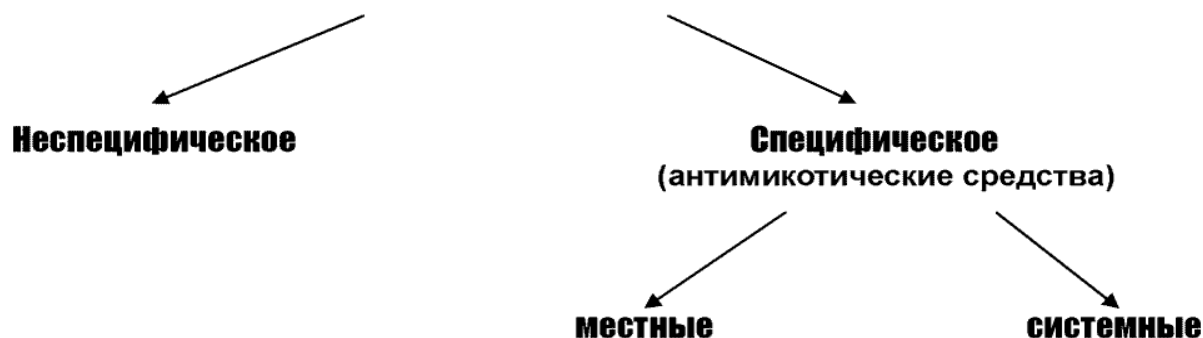 Неспецифическое
Специфическое
(антимикотические средства)
местные
системные